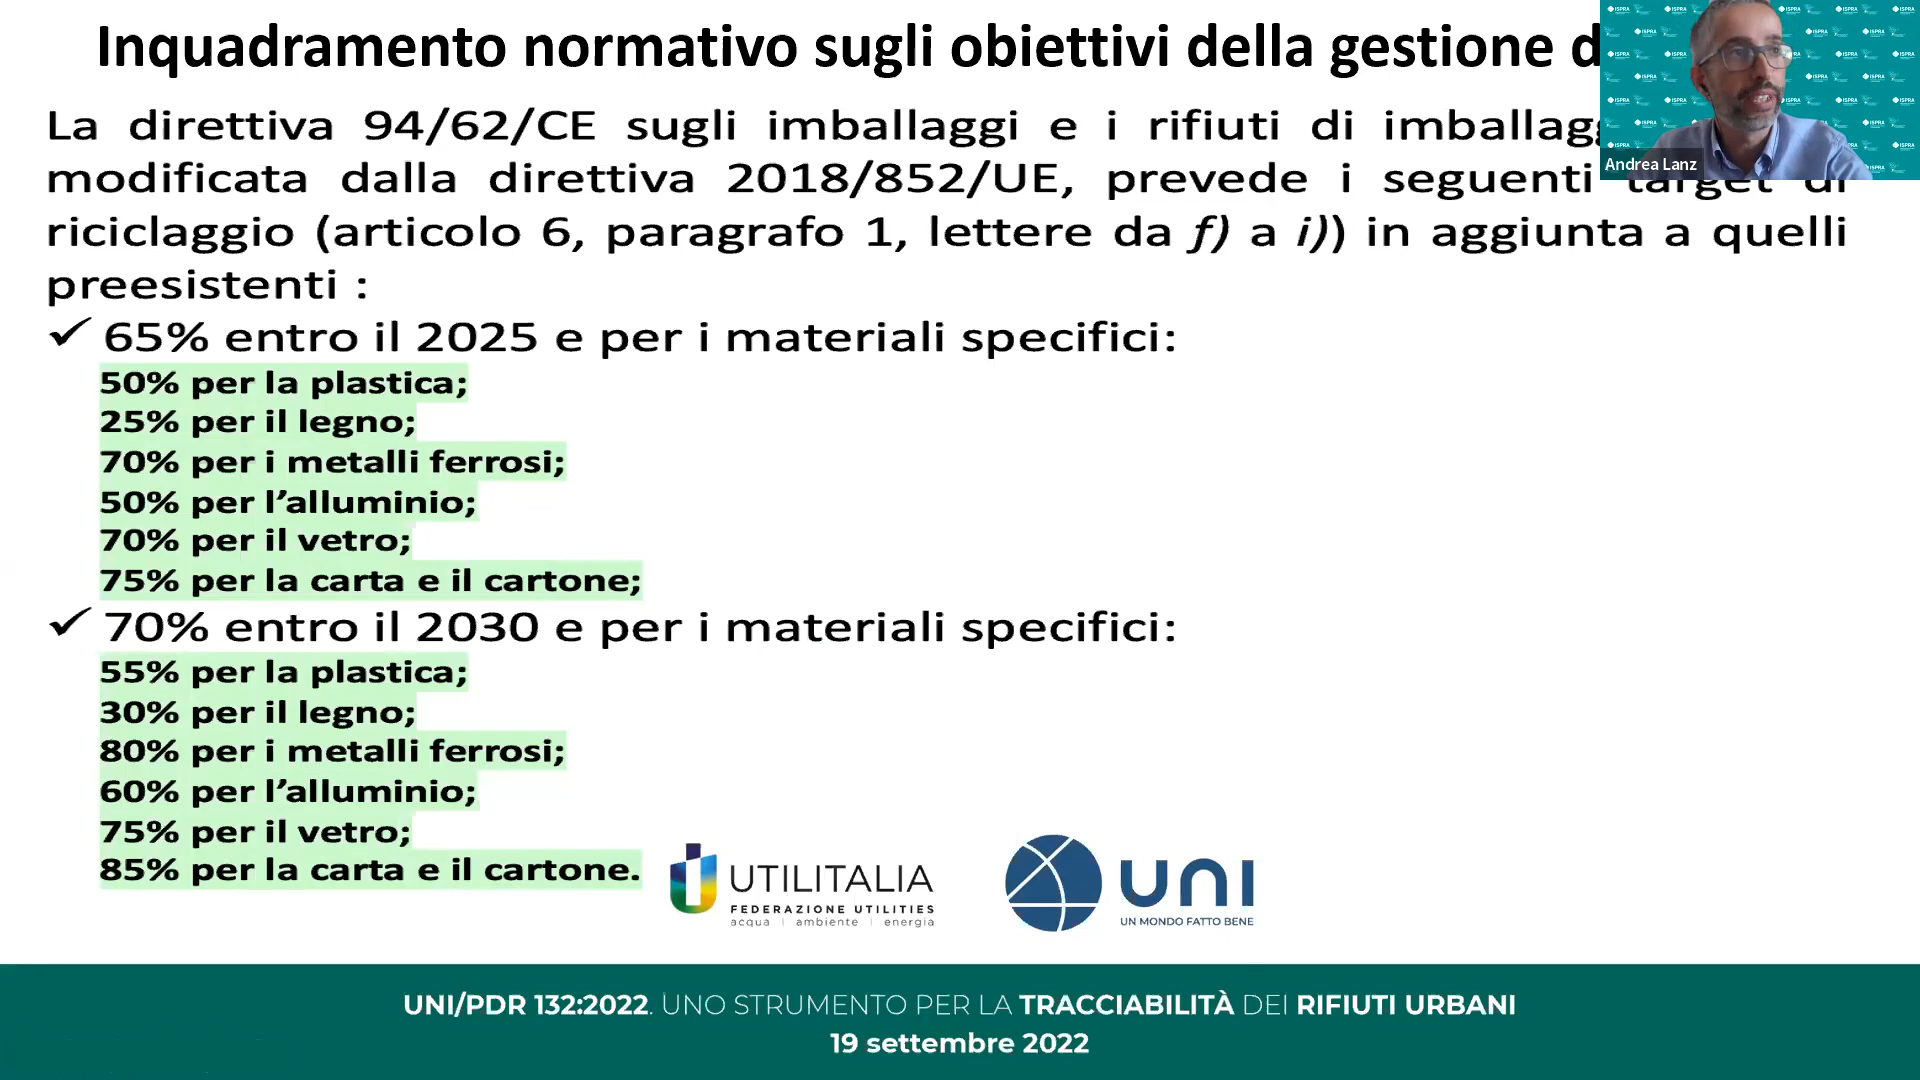 Inquadramento normativo sugli obiettivi della gestione d
La direttiva 94/62/CE sugli imballaggi e i rifiuti di imballag
modificata dalla direttiva 2018/852/UE, prevede i seguenti target di
riciclaggio (articolo 6, paragrafo 1, lettere da f) a i)) in aggiunta a quelli
preesistenti :
✓ 65% entro il 2025 e per i materiali specifici:
50% per la plastica;
25% per il legno;
70% per i metalli ferrosi;
50% per l’alluminio;
70% per il vetro;
75% per la carta e il cartone;
✓ 70% entro il 2030 e per i materiali specifici:
55% per la plastica;
30% per il legno;
80% per i metalli ferrosi;
60% per l’alluminio;
75% per il vetro;
85% per la carta e il cartone.
Andrea Lanz
ISPRA
UTILITALIA
FEDERAZIONE UTILITIES
acqua | ambiente | energia
UNI
UN MONDO FATTO BENE
UNI/PDR 132:2022. UNO STRUMENTO PER LA TRACCIABILITÀ DEI RIFIUTI URBANI
19 settembre 2022